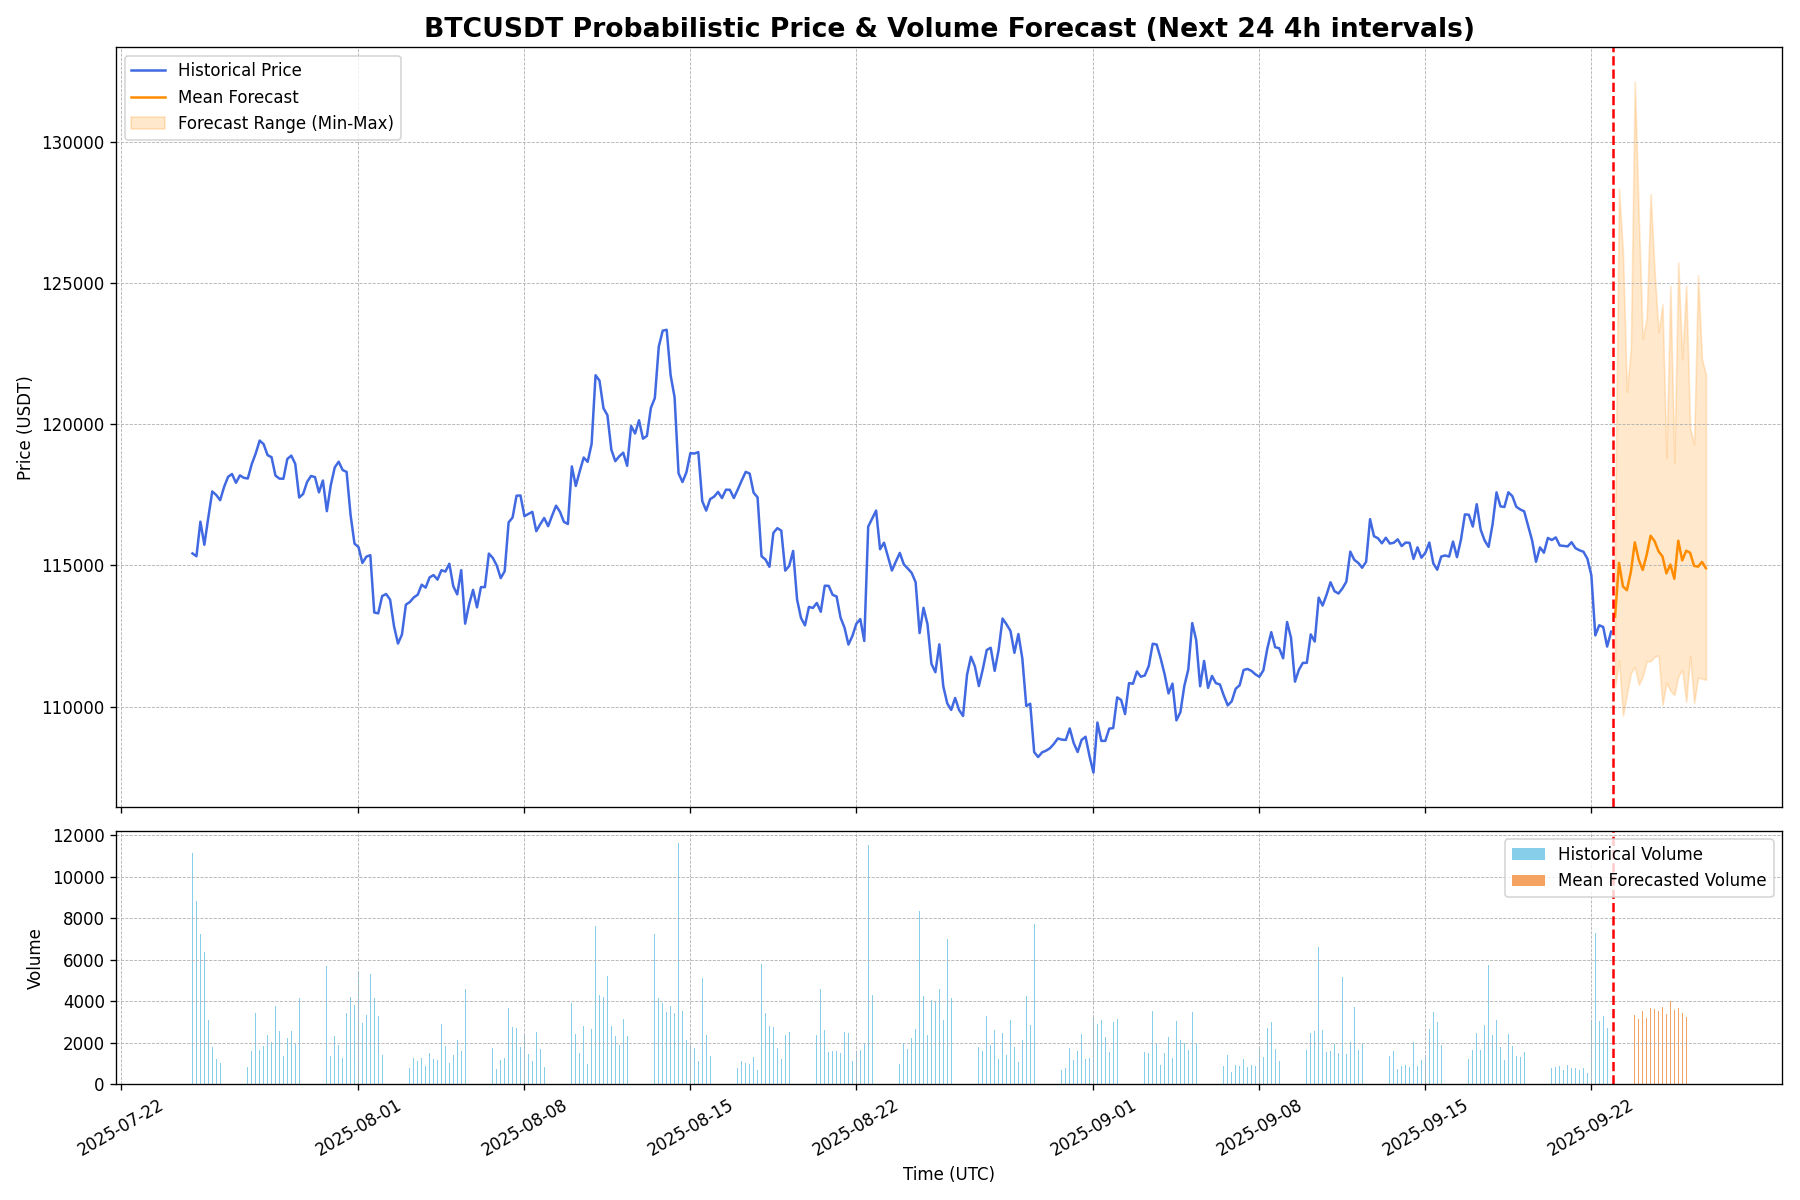 BTCUSDT Probabilistic Price & Volume Forecast (Next 24 4h intervals)
Historical Price
Mean Forecast
Forecast Range (Min-Max)
130000
125000
120000
115000
110000
Price (USDT)
12000
10000
8000
6000
4000
2000
0
Volume
Historical Volume
Mean Forecasted Volume
2025-07-22
2025-08-01
2025-08-08
2025-08-15
2025-08-22
2025-09-01
2025-09-08
2025-09-15
2025-09-22
Time (UTC)